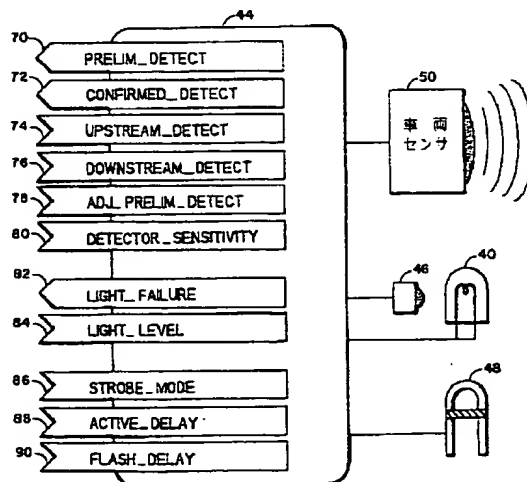 44
70 PRELIM_DETECT
72 CONFIRMED_DETECT
74 UPSTREAM_DETECT
76 DOWNSTREAM_DETECT
78 ADJ_PRELIM_DETECT
80 DETECTOR_SENSITIVITY
82 LIGHT_FAILURE
84 LIGHT_LEVEL
86 STROBE_MODE
88 ACTIVE_DELAY
90 FLASH_DELAY
50
車両
センサ
46
40
48